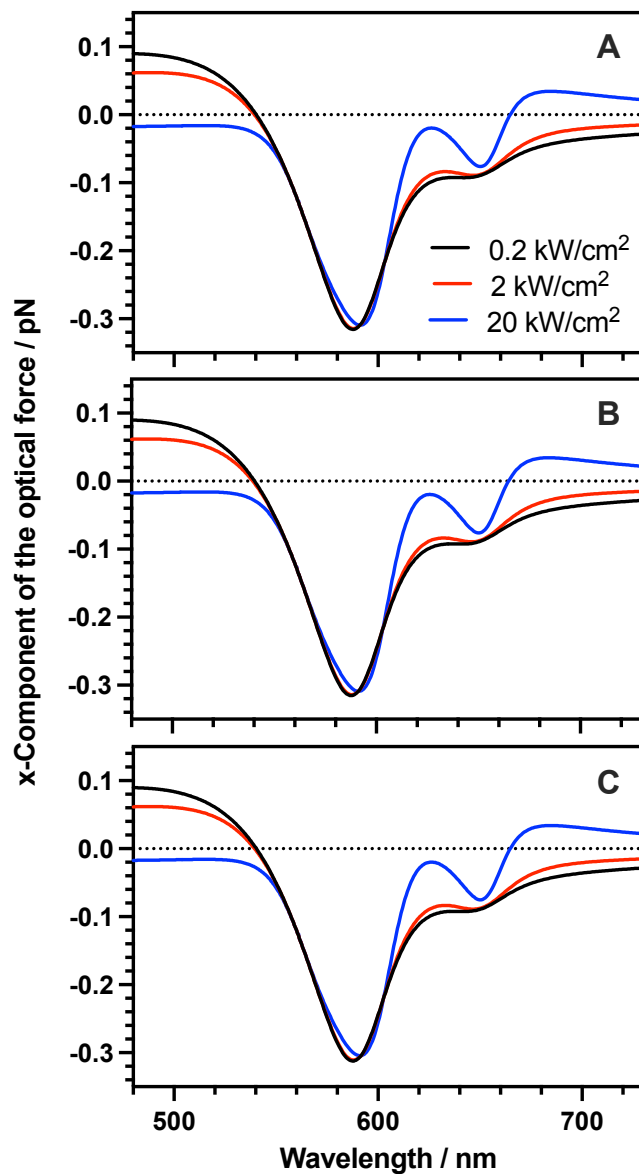 A
0.1
0.0
-0.1
-0.2
-0.3
0.2 kW/cm²
2 kW/cm²
20 kW/cm²
x-Component of the optical force / pN
B
0.1
0.0
-0.1
-0.2
-0.3
C
0.1
0.0
-0.1
-0.2
-0.3
500 600 700
Wavelength / nm